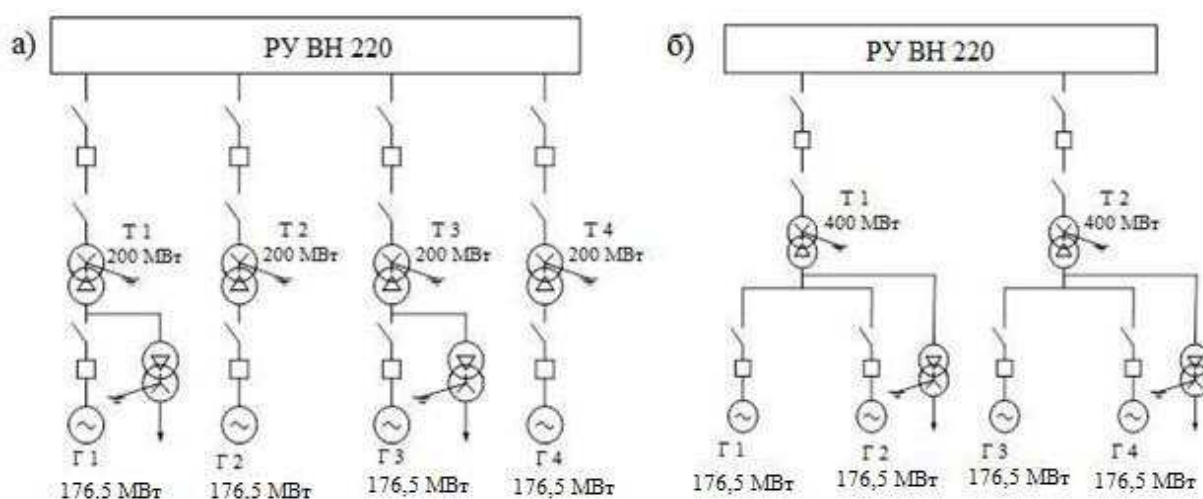 а)
РУ ВН 220
Т 1
200 МВт
Т 2
200 МВт
Т 3
200 МВт
Т 4
200 МВт
Г 1
176,5 МВт
Г 2
176,5 МВт
Г 3
176,5 МВт
Г 4
176,5 МВт
б)
РУ ВН 220
Т 1
400 МВт
Т 2
400 МВт
Г 1
176,5 МВт
Г 2
176,5 МВт
Г 3
176,5 МВт
Г 4
176,5 МВт